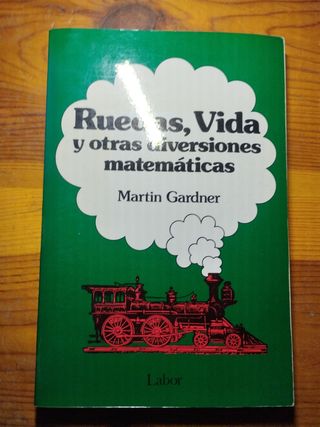 Ruedas, Vida
y otras diversiones
matemáticas
Martin Gardner
Labor